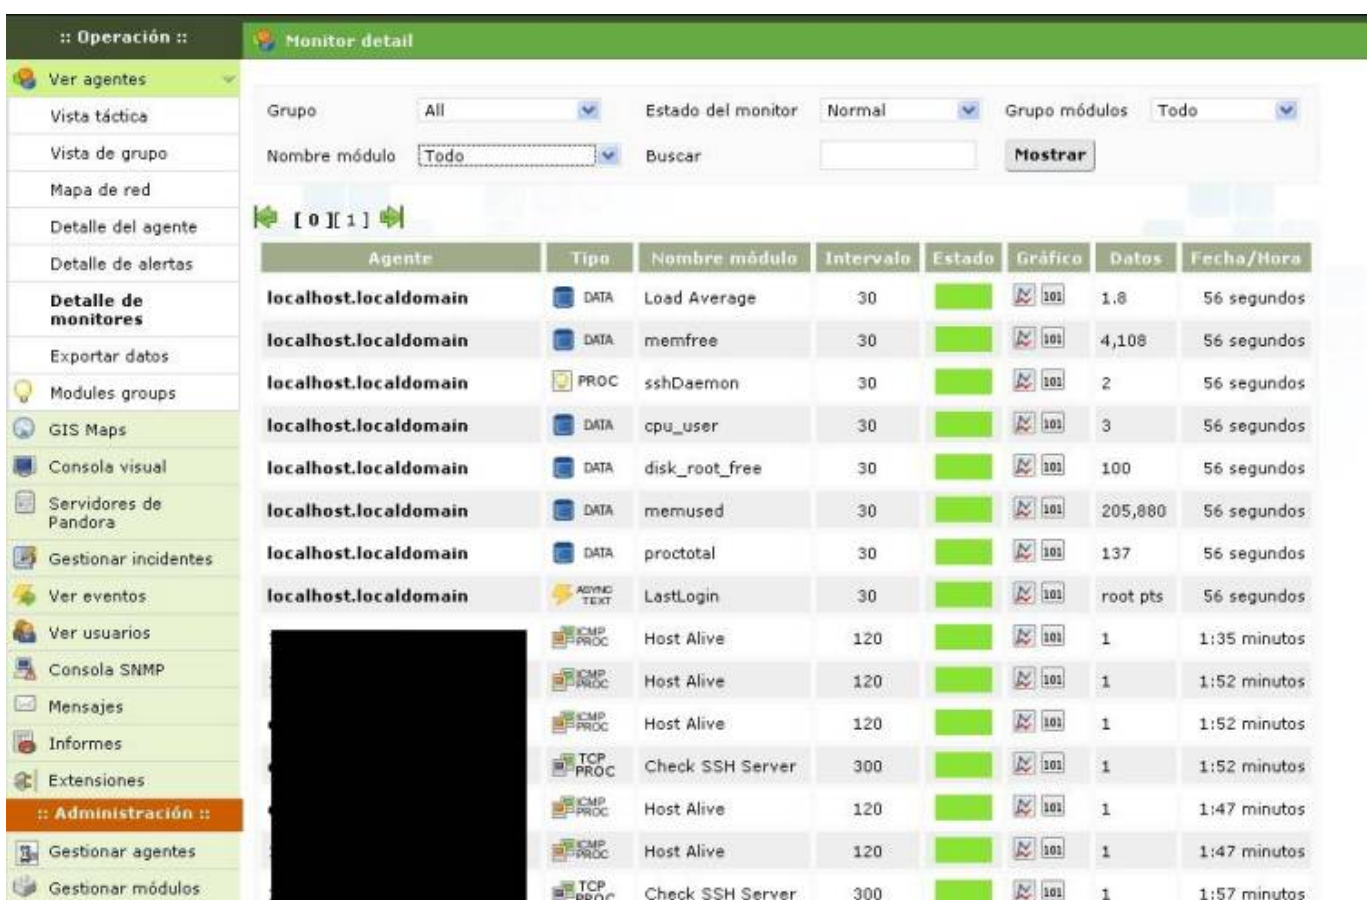 :: Operación ::
Monitor detail
Ver agentes
Vista táctica
Vista de grupo
Mapa de red
Detalle del agente
Detalle de alertas
Detalle de
monitores
Exportar datos
Modules groups
GIS Maps
Consola visual
Servidores de
Pandora
Gestionar incidentes
Ver eventos
Ver usuarios
Consola SNMP
Mensajes
Informes
Extensiones
:: Administración ::
Gestionar agentes
Gestionar módulos
Grupo All Estado del monitor Normal Grupo módulos Todo
Nombre módulo Todo Buscar Mostrar
[ 0 ][ 1 ]
Agente Tipo Nombre módulo Intervalo Estado Gráfico Datos Fecha/Hora
localhost.localdomain DATA Load Average 30 101 1.8 56 segundos
localhost.localdomain DATA memfree 30 101 4,108 56 segundos
localhost.localdomain PROC sshDaemon 30 101 2 56 segundos
localhost.localdomain DATA cpu_user 30 101 3 56 segundos
localhost.localdomain DATA disk_root_free 30 101 100 56 segundos
localhost.localdomain DATA memused 30 101 205,880 56 segundos
localhost.localdomain DATA proctotal 30 101 137 56 segundos
localhost.localdomain ASYNC TEXT LastLogin 30 101 root pts 56 segundos
ICMP PROC Host Alive 120 101 1 1:35 minutos
ICMP PROC Host Alive 120 101 1 1:52 minutos
ICMP PROC Host Alive 120 101 1 1:52 minutos
TCP PROC Check SSH Server 300 101 1 1:52 minutos
ICMP PROC Host Alive 120 101 1 1:47 minutos
ICMP PROC Host Alive 120 101 1 1:47 minutos
TCP PROC Check SSH Server 300 101 1 1:57 minutos